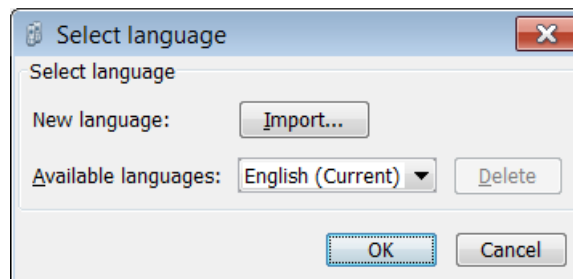 Select language
Select language
New language: Import...
Available languages: English (Current) Delete
OK Cancel